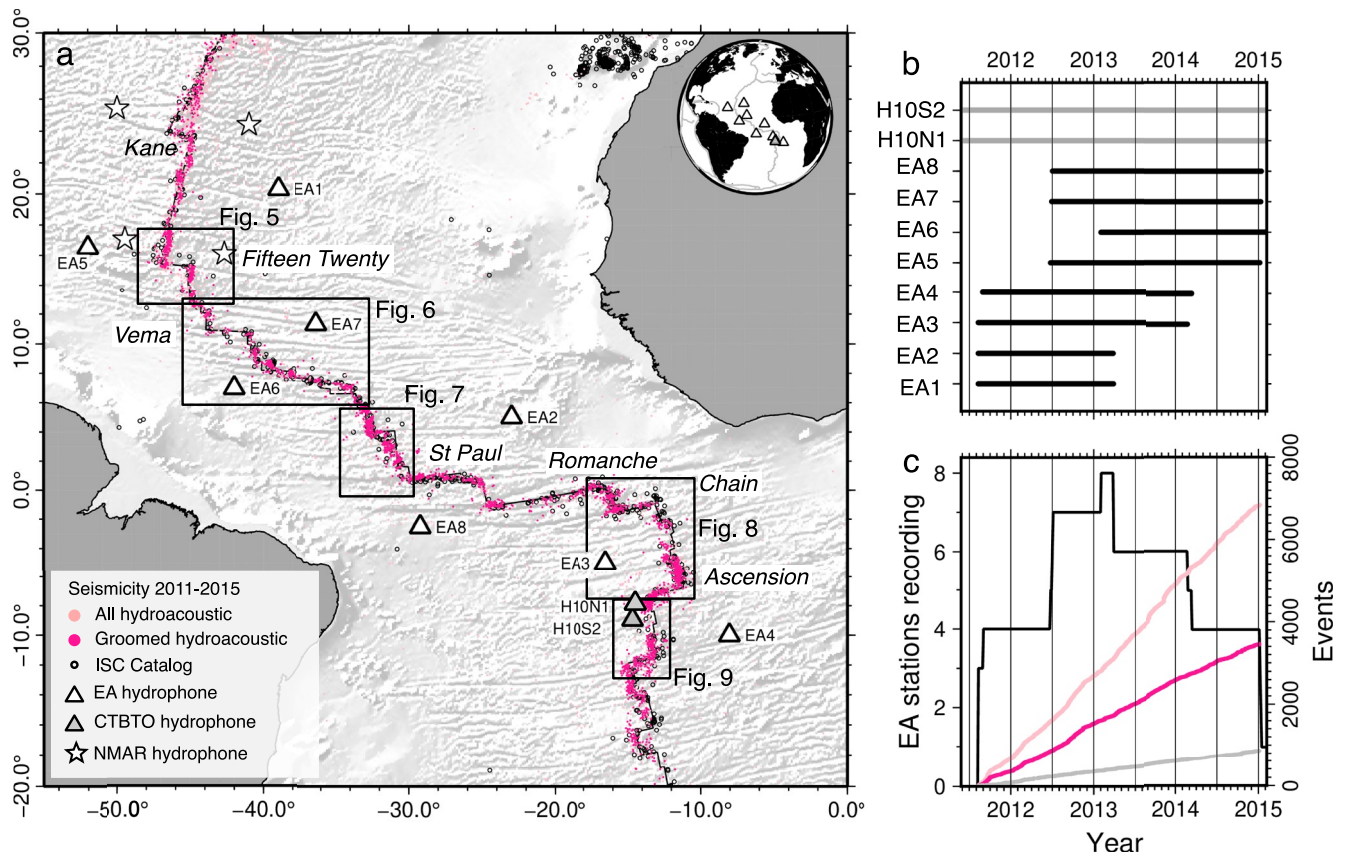 a
30.0°
20.0°
10.0°
0.0°
−10.0°
−20.0°
−50.0°
−40.0°
−30.0°
−20.0°
−10.0°
0.0°
Kane
EA1
Fig. 5
EA5
Fifteen Twenty
Fig. 6
Vema
EA7
EA6
Fig. 7
EA2
St Paul
Romanche
Chain
EA8
Fig. 8
EA3
Ascension
H10N1
H10S2
EA4
Fig. 9
Seismicity 2011-2015
All hydroacoustic
Groomed hydroacoustic
ISC Catalog
EA hydrophone
CTBTO hydrophone
NMAR hydrophone
b
2012 2013 2014 2015
H10S2
H10N1
EA8
EA7
EA6
EA5
EA4
EA3
EA2
EA1
c
EA stations recording
8
6
4
2
0
Events
8000
6000
4000
2000
0
2012 2013 2014 2015
Year